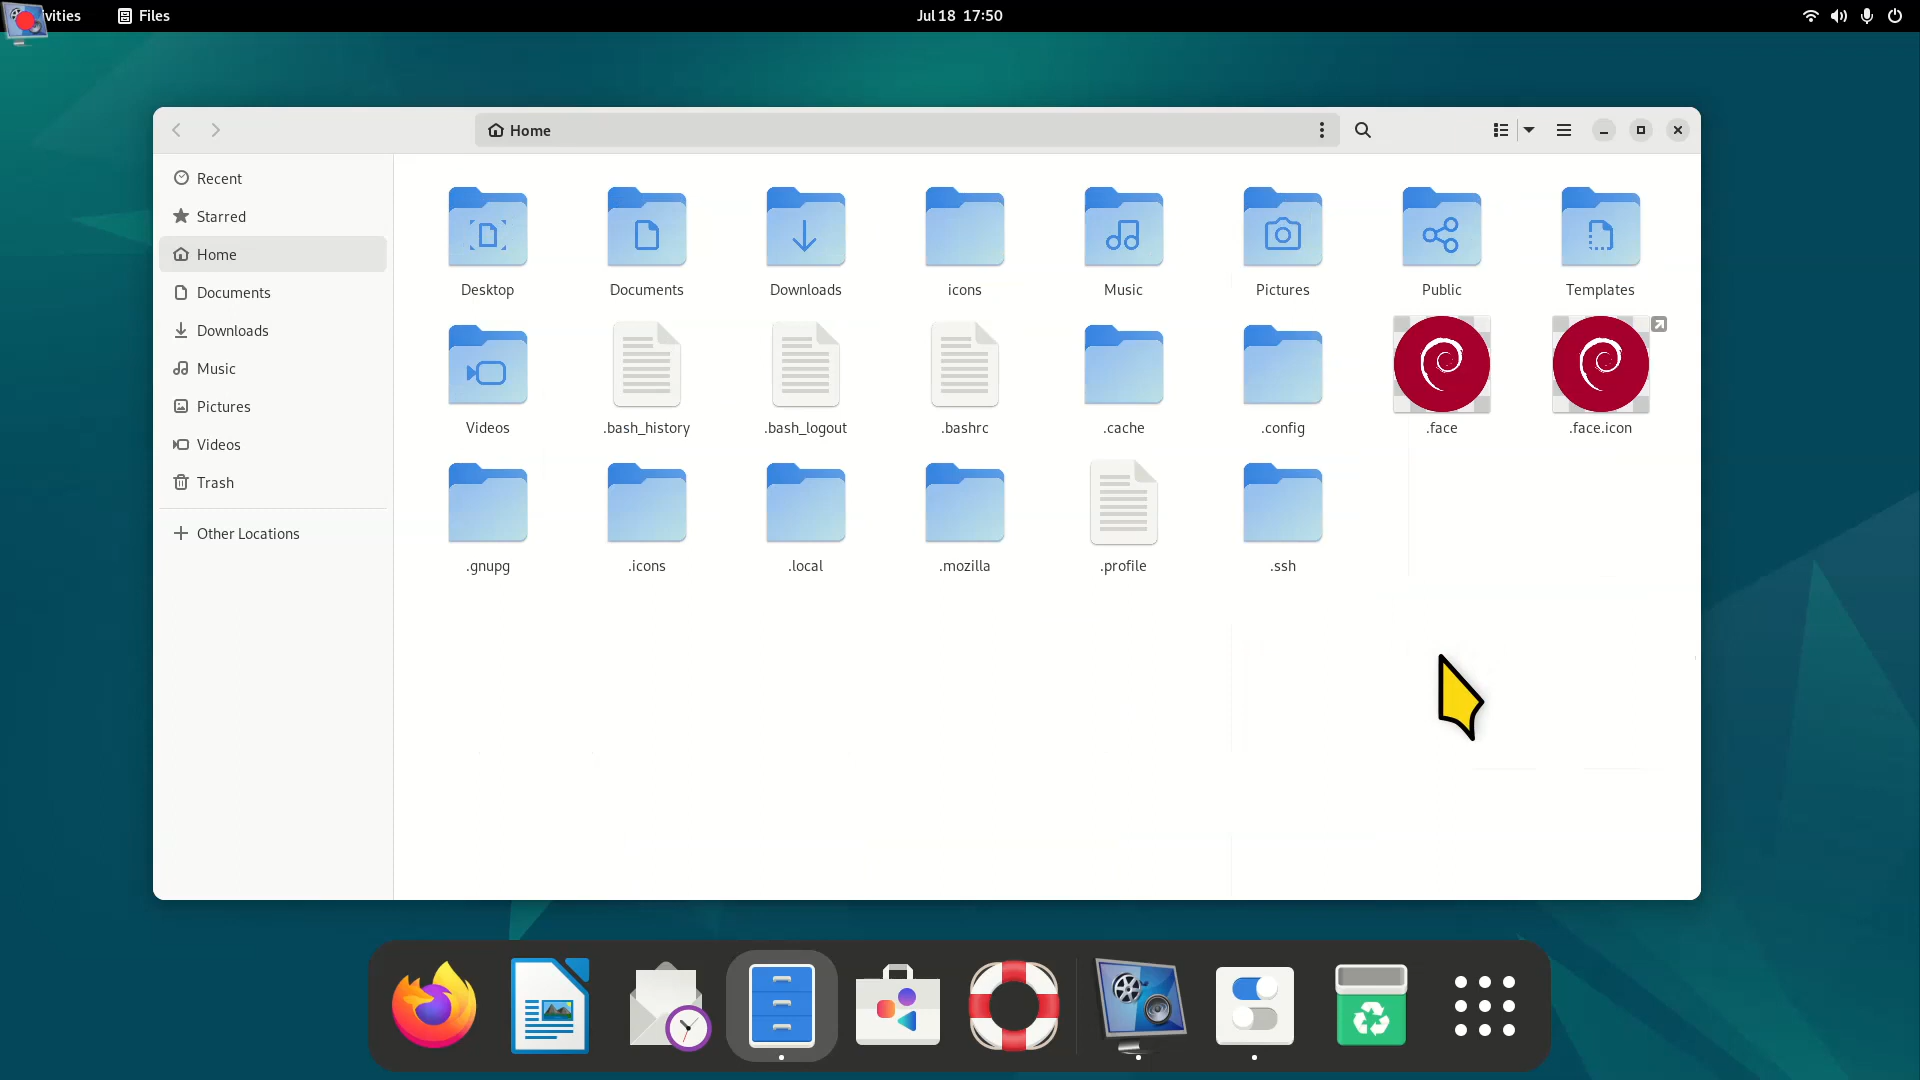 vities
Files
Jul 18 17:50
Home
Recent
Starred
Home
Documents
Downloads
Music
Pictures
Videos
Trash
Other Locations
Desktop
Documents
Downloads
icons
Music
Pictures
Public
Templates
Videos
.bash_history
.bash_logout
.bashrc
.cache
.config
.face
.face.icon
.gnupg
.icons
.local
.mozilla
.profile
.ssh